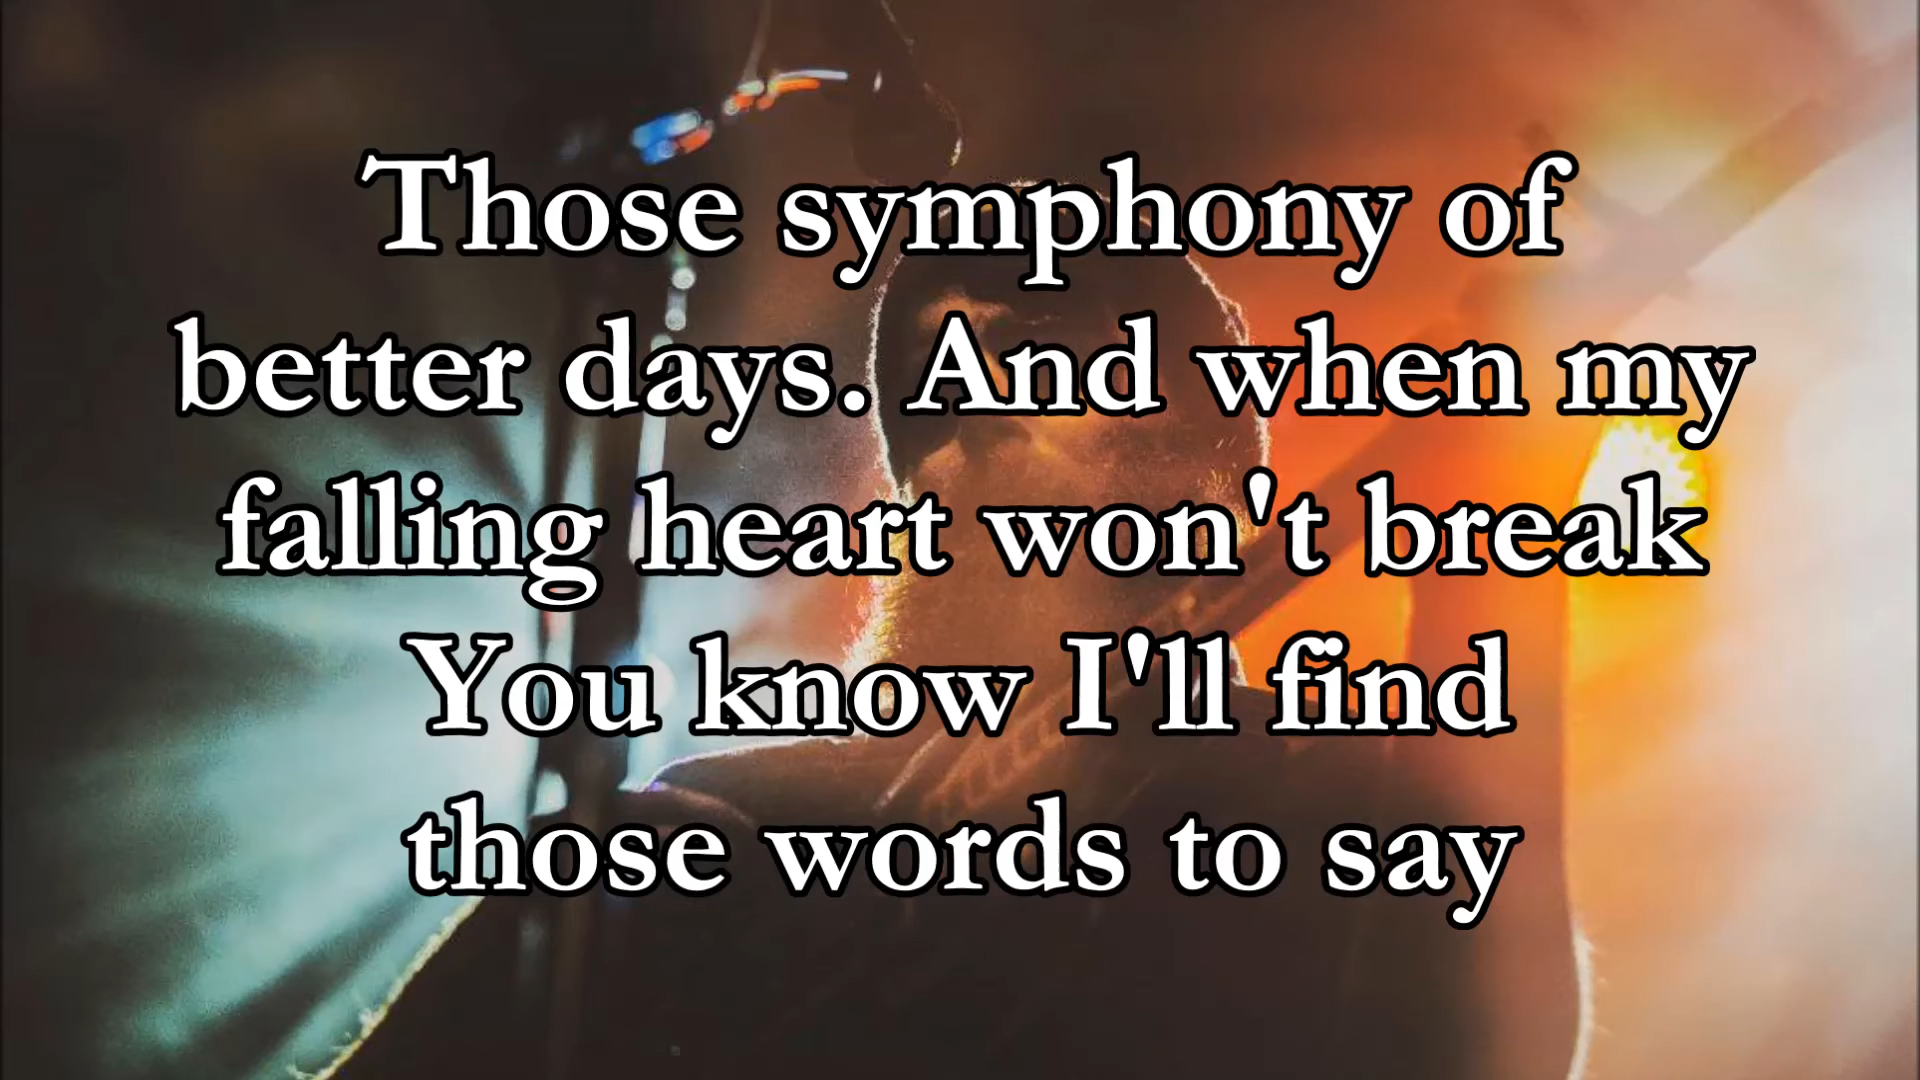 Those symphony of
better days. And when my
falling heart won't break
You know I'll find
those words to say